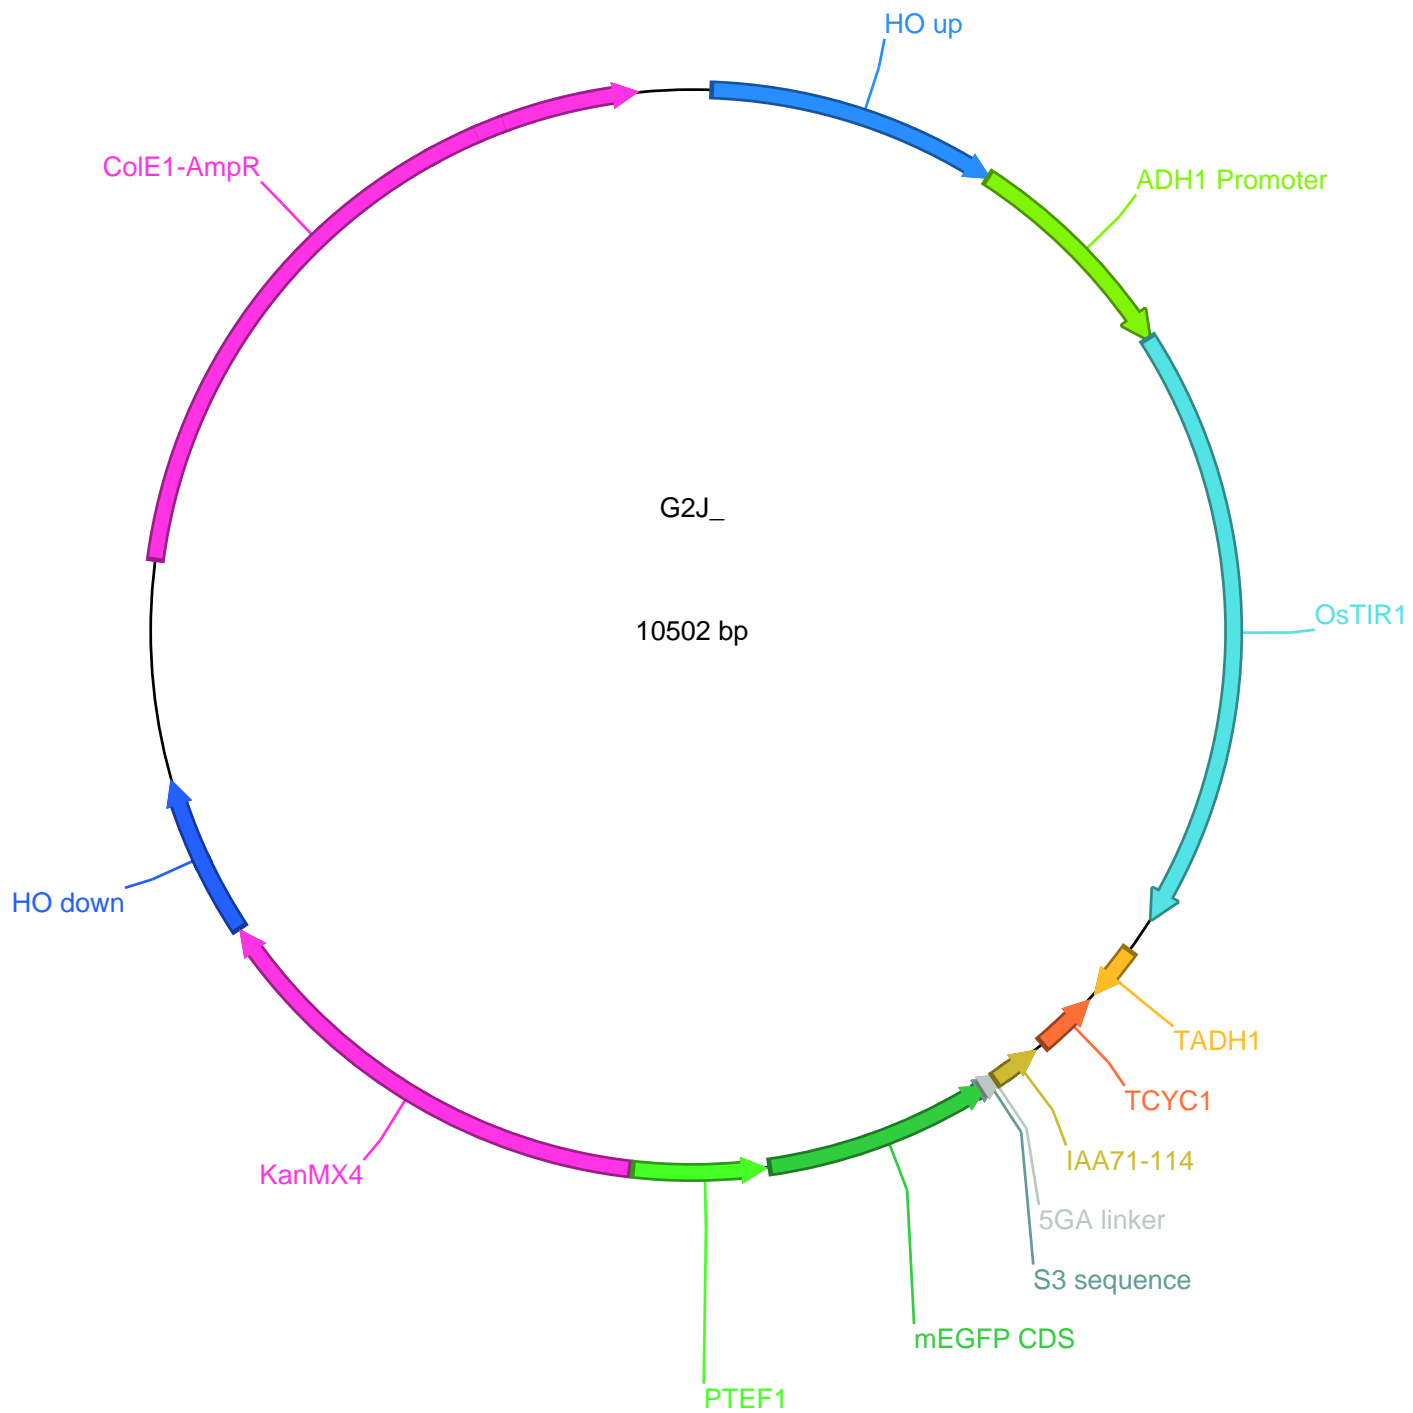 HO up
ColE1-AmpR
ADH1 Promoter
G2J_
OsTIR1
10502 bp
HO down
TADH1
TCYC1
IAA71-114
KanMX4
5GA linker
S3 sequence
mEGFP CDS
PTEF1